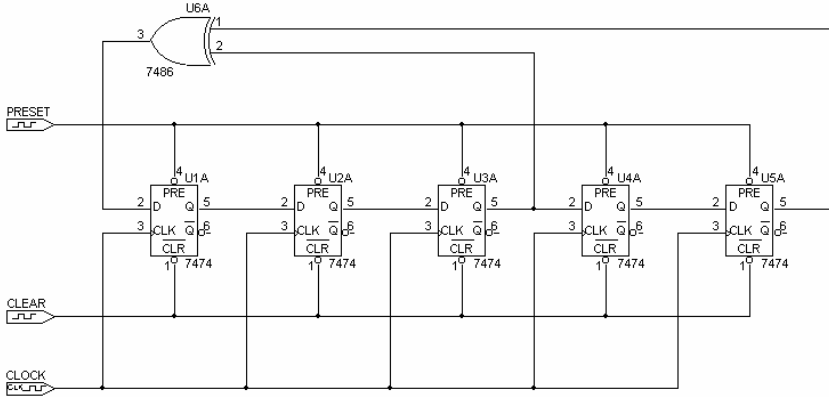 U6A
3
1
2
7486
PRESET
4 4 4 4 4
U1A U2A U3A U4A U5A
PRE PRE PRE PRE PRE
2 D Q 5 2 D Q 5 2 D Q 5 2 D Q 5 2 D Q 5
3 CLK Q 6 3 CLK Q 6 3 CLK Q 6 3 CLK Q 6 3 CLK Q 6
CLR CLR CLR CLR CLR
1 7474 1 7474 1 7474 1 7474 1 7474
CLEAR
CLOCK
CLK